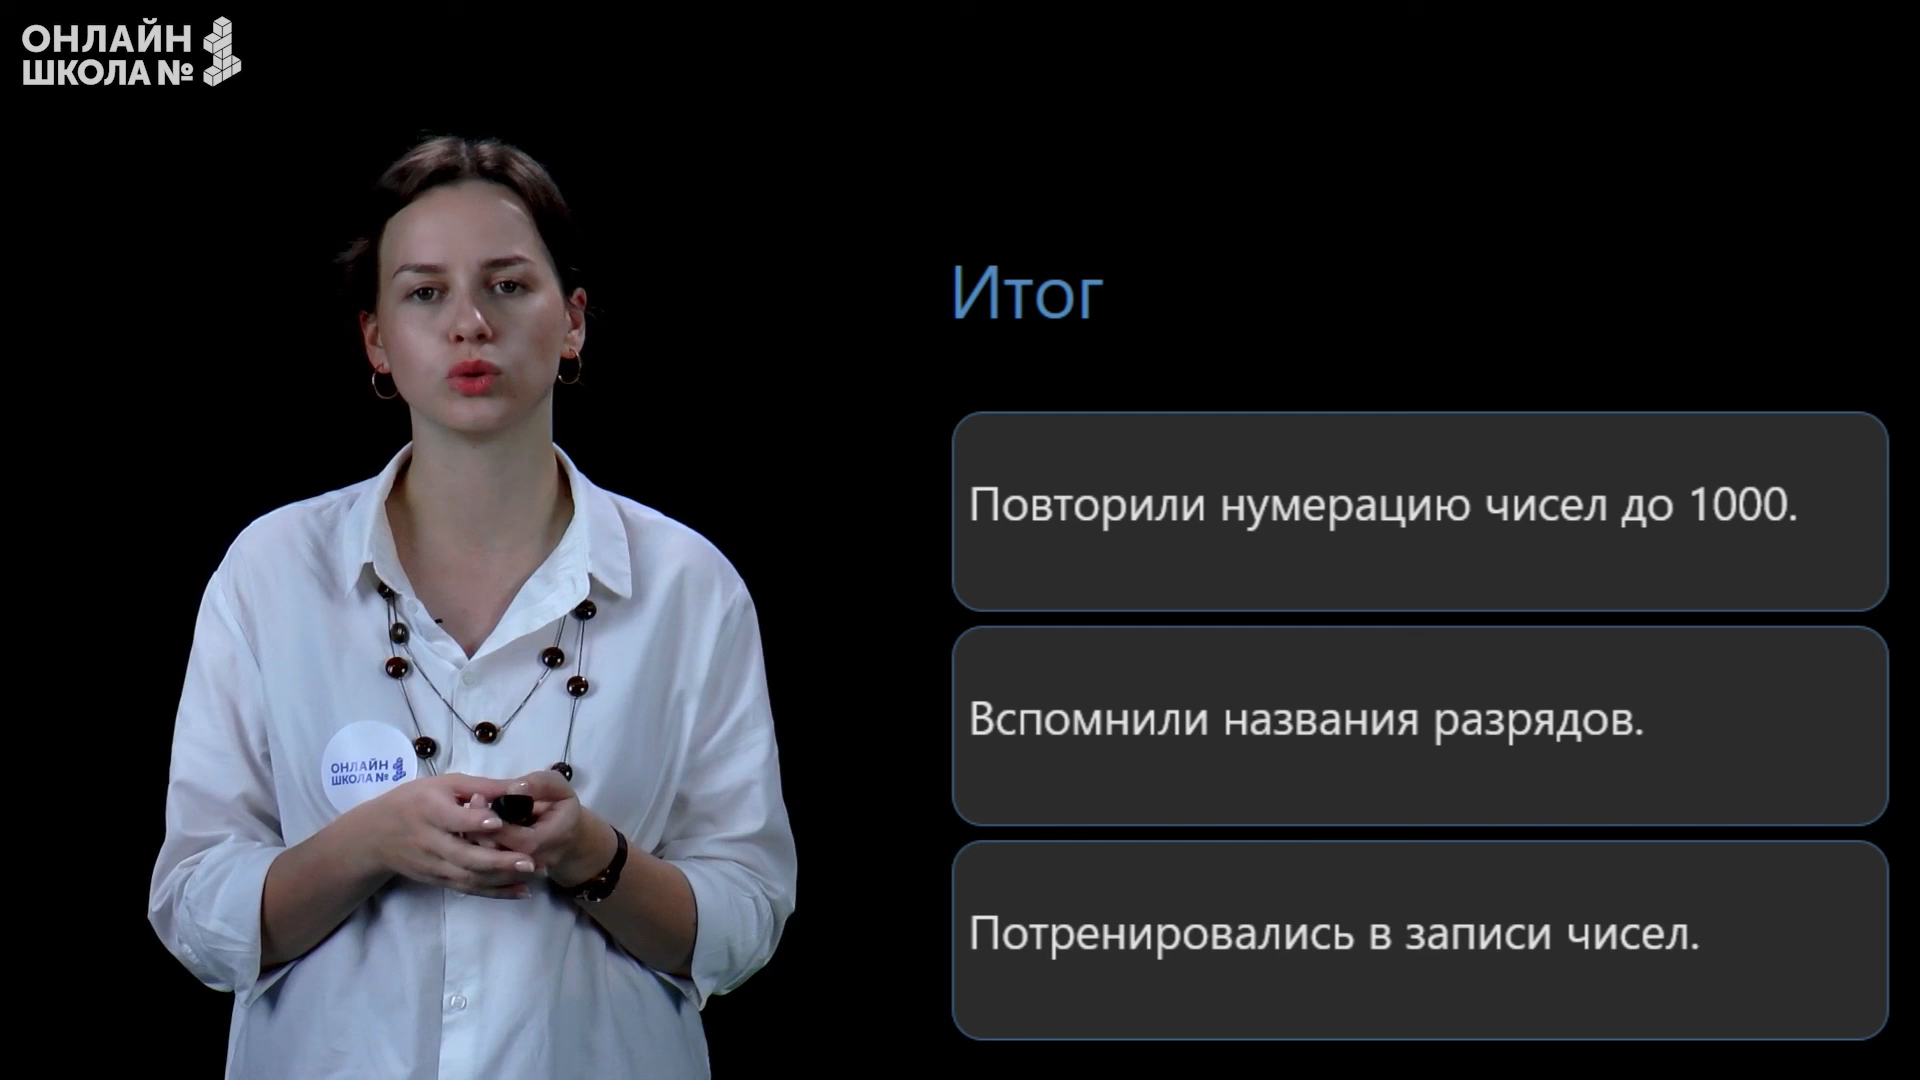 ОНЛАЙН
ШКОЛА №
Итог
Повторили нумерацию чисел до 1000.
Вспомнили названия разрядов.
Потренировались в записи чисел.
ОНЛАЙН
ШКОЛА №